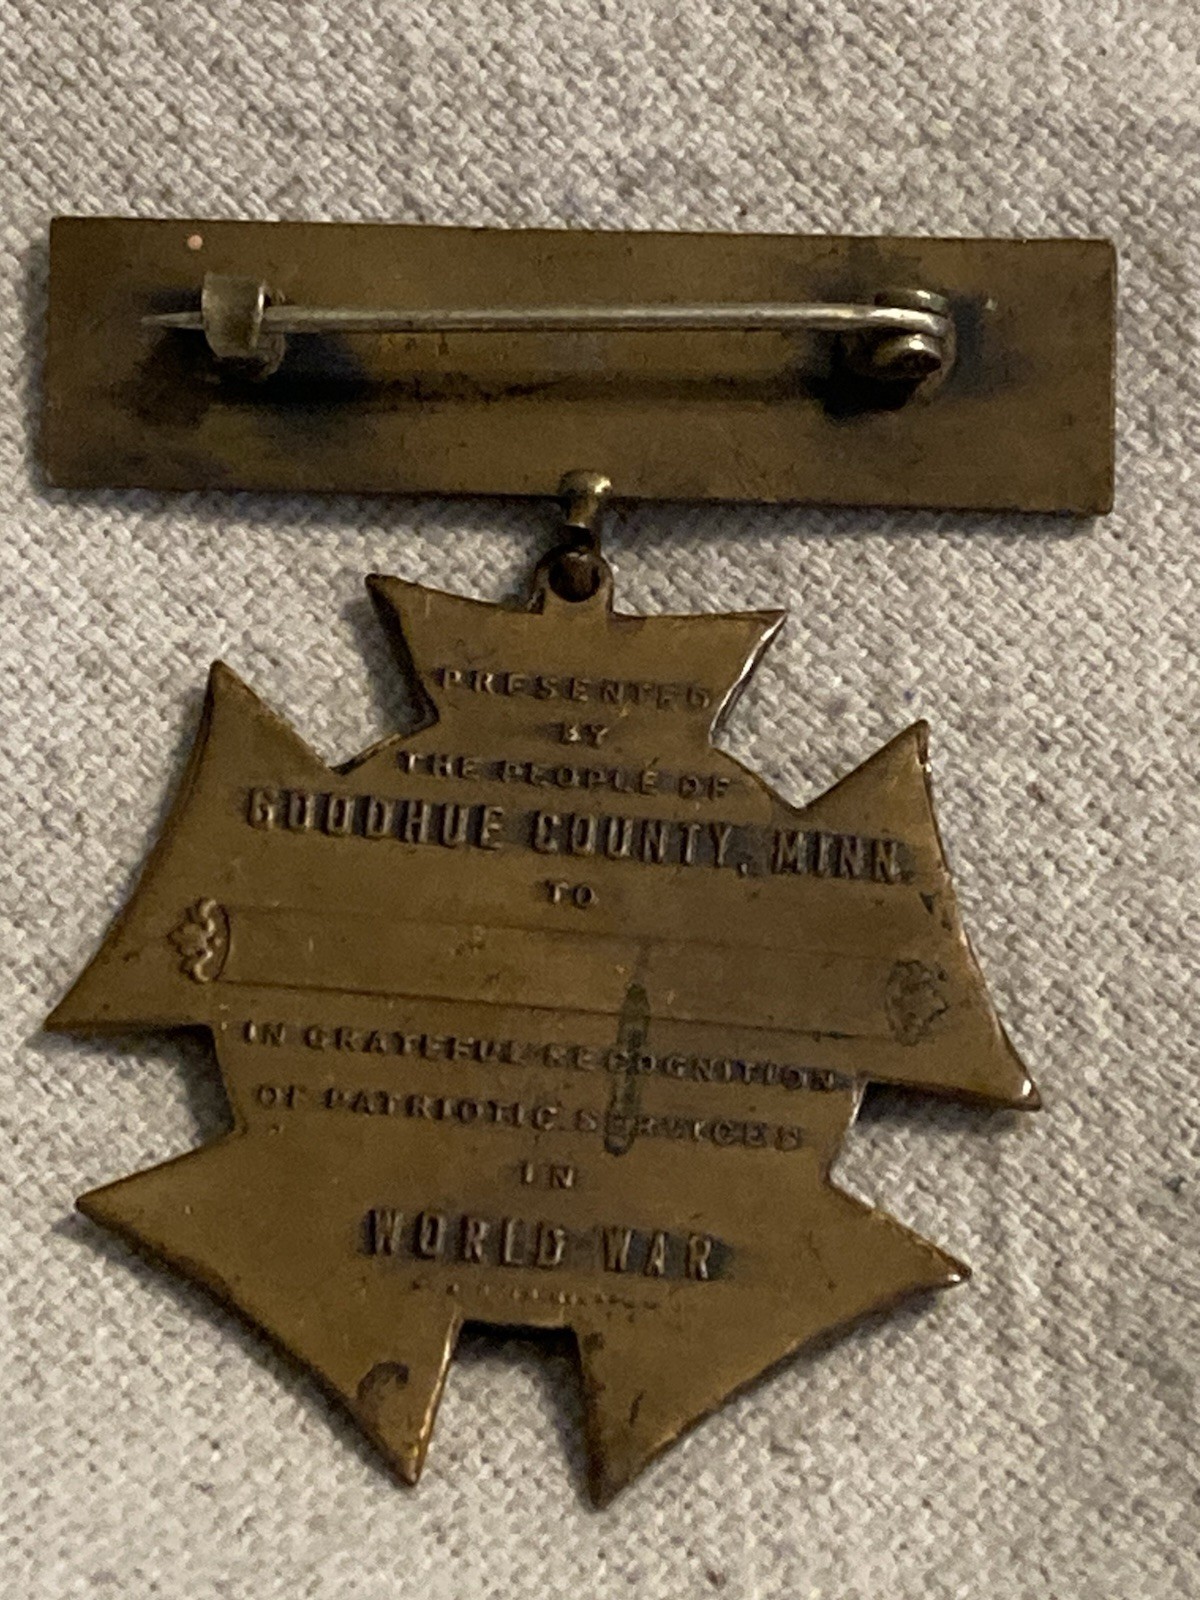 PRESENTED
BY
THE PEOPLE OF
GOODHUE COUNTY, MINN.
TO
IN GRATEFUL RECOGNITION
OF PATRIOTIC SERVICES
IN
WORLD WAR